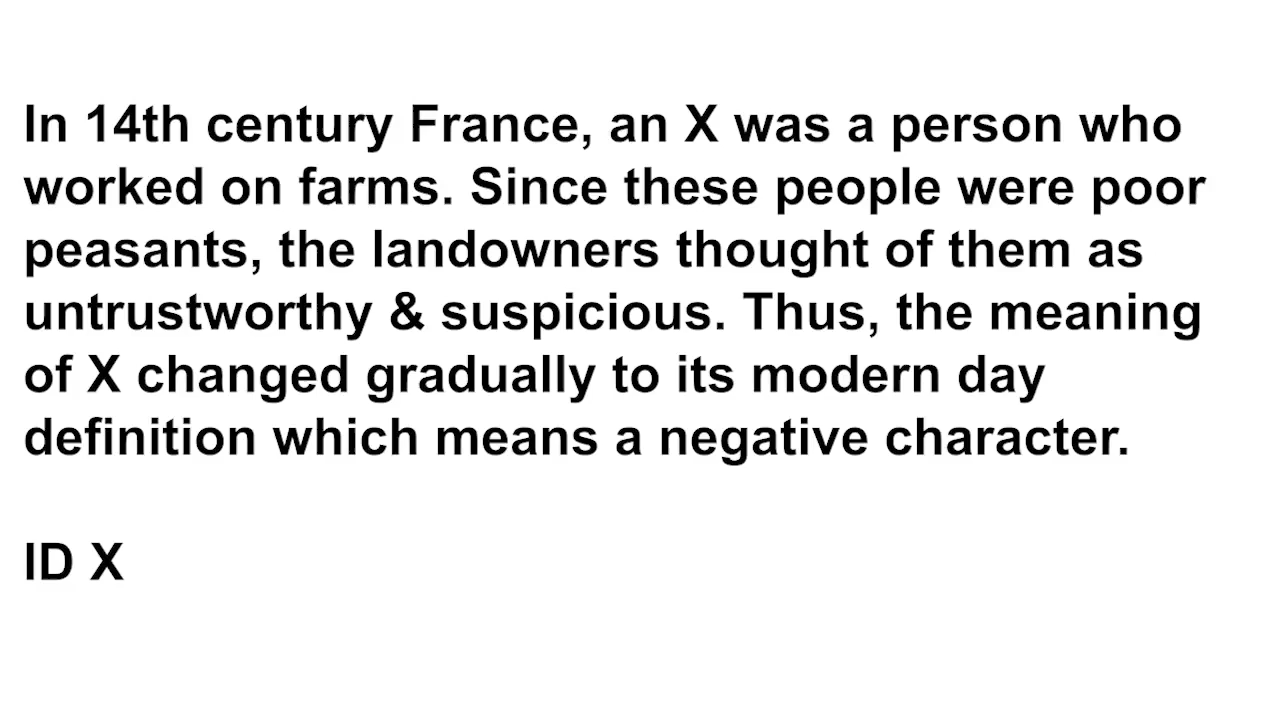 In 14th century France, an X was a person who
worked on farms. Since these people were poor
peasants, the landowners thought of them as
untrustworthy & suspicious. Thus, the meaning
of X changed gradually to its modern day
definition which means a negative character.
ID X